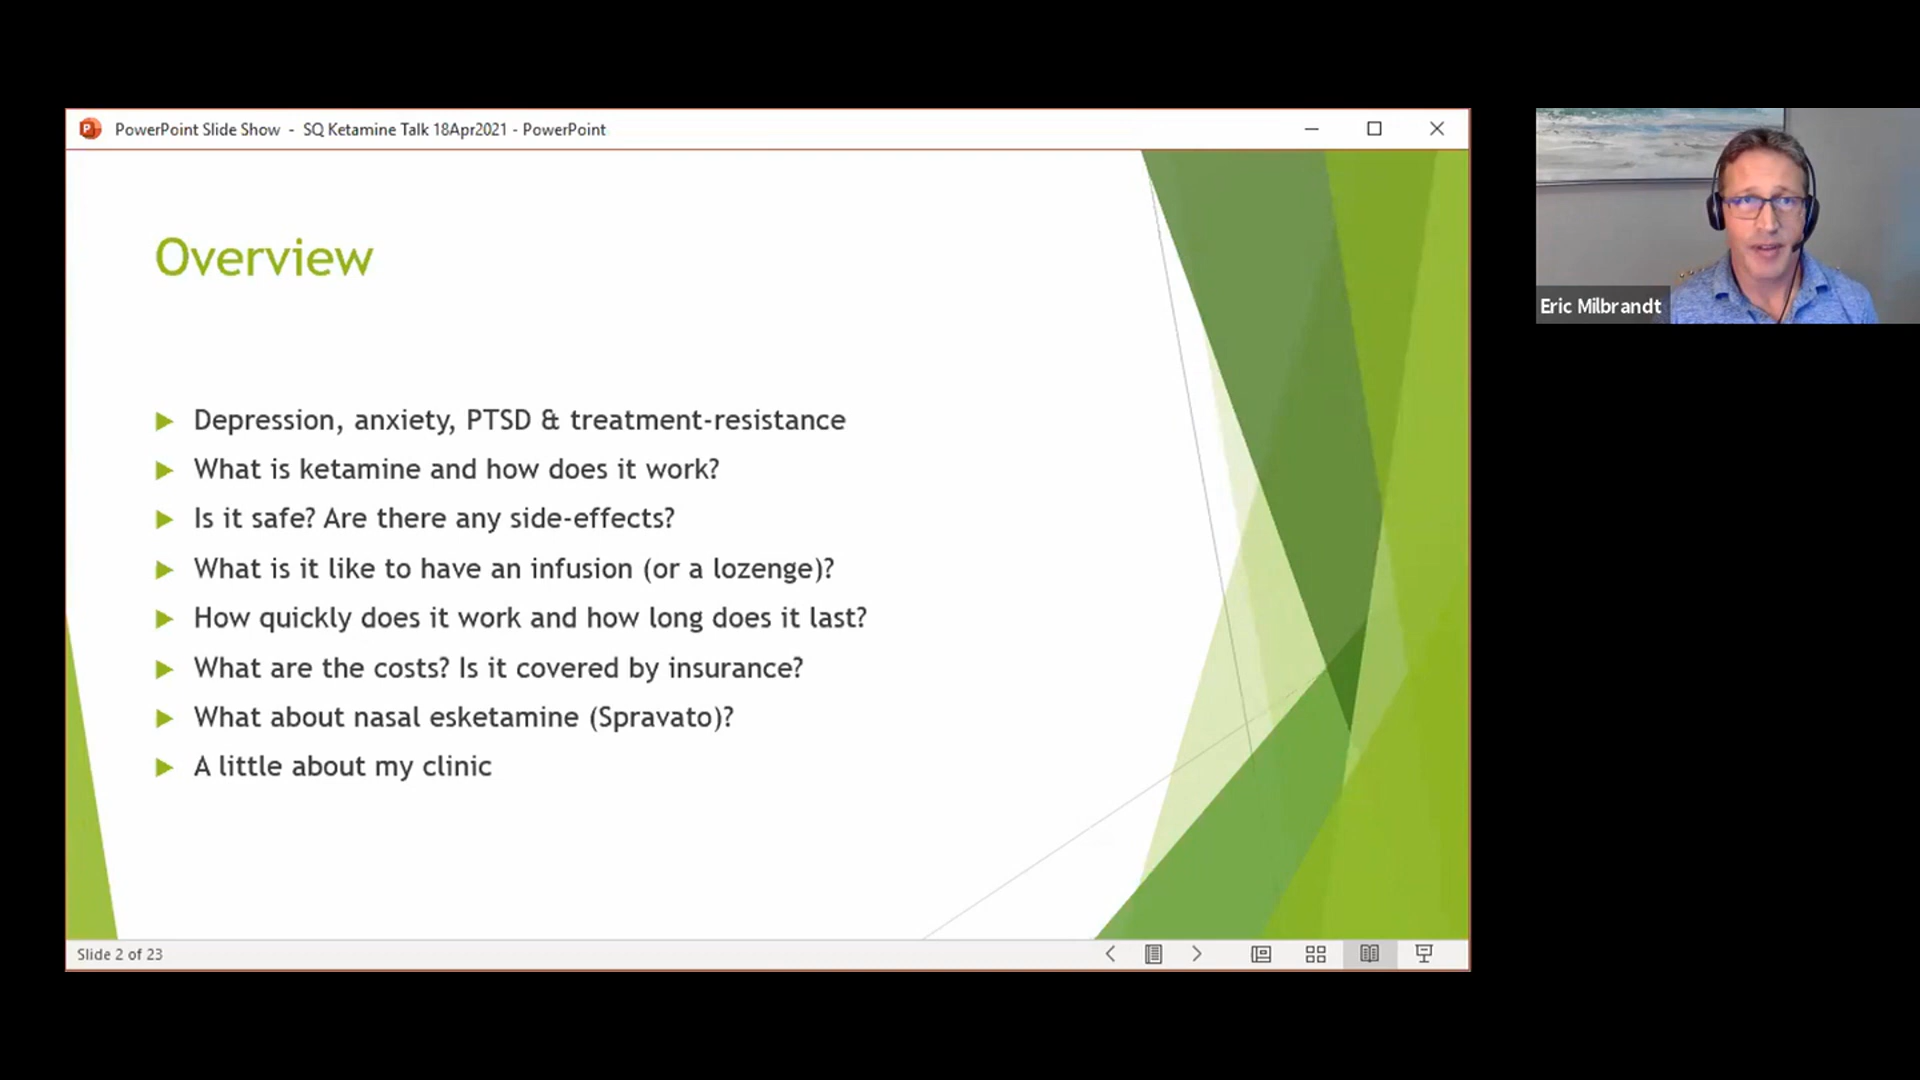 PowerPoint Slide Show - SQ Ketamine Talk 18Apr2021 - PowerPoint
Overview
Depression, anxiety, PTSD & treatment-resistance
What is ketamine and how does it work?
Is it safe? Are there any side-effects?
What is it like to have an infusion (or a lozenge)?
How quickly does it work and how long does it last?
What are the costs? Is it covered by insurance?
What about nasal esketamine (Spravato)?
A little about my clinic
Slide 2 of 23
Eric Milbrandt